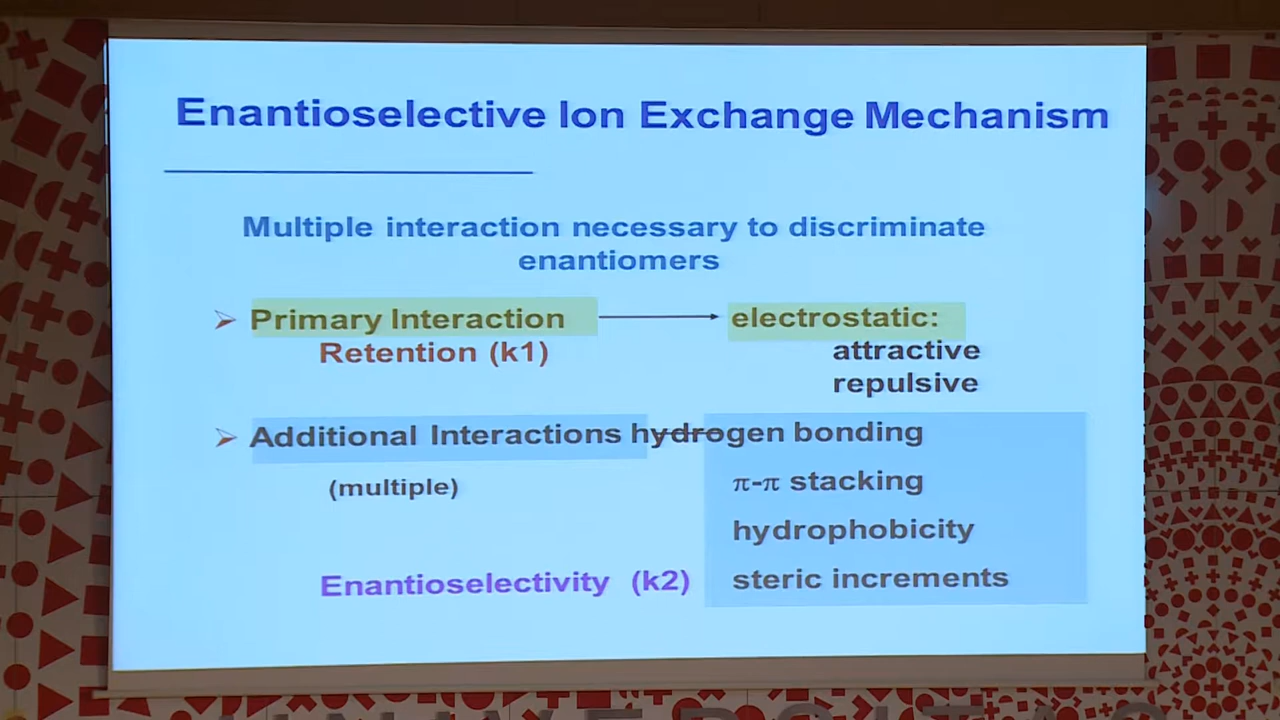 Enantioselective Ion Exchange Mechanism
Multiple interaction necessary to discriminate
enantiomers
Primary Interaction electrostatic:
Retention (k1) attractive
repulsive
Additional Interactions hydrogen bonding
(multiple) π-π stacking
hydrophobicity
Enantioselectivity (k2) steric increments